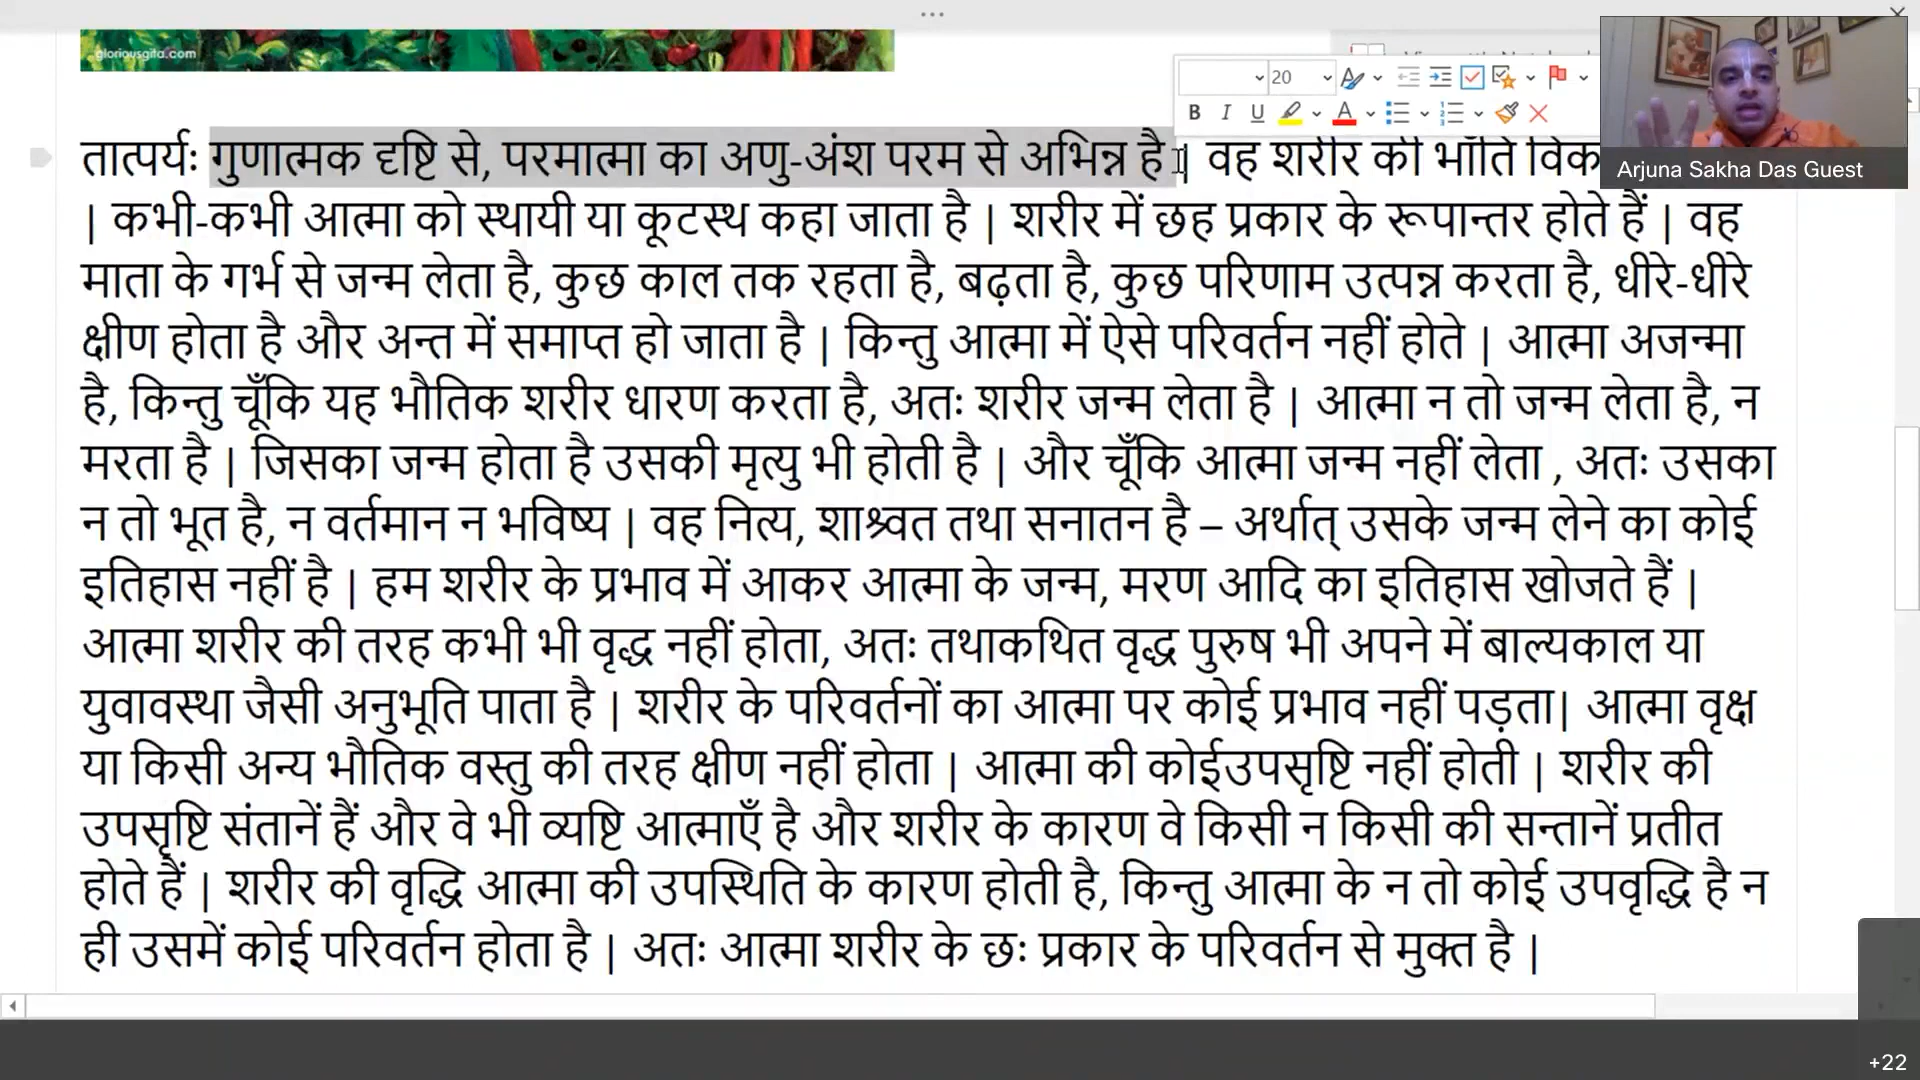 gloriousgita.com
20
B I U A
Arjuna Sakha Das Guest
तात्पर्यः गुणात्मक दृष्टि से, परमात्मा का अणु-अंश परम से अभिन्न है | वह शरीर की भाँति
| कभी-कभी आत्मा को स्थायी या कूटस्थ कहा जाता है | शरीर में छह प्रकार के रूपान्तर होते हैं | वह
माता के गर्भ से जन्म लेता है, कुछ काल तक रहता है, बढ़ता है, कुछ परिणाम उत्पन्न करता है, धीरे-धीरे
क्षीण होता है और अन्त में समाप्त हो जाता है | किन्तु आत्मा में ऐसे परिवर्तन नहीं होते | आत्मा अजन्मा
है, किन्तु चूँकि यह भौतिक शरीर धारण करता है, अतः शरीर जन्म लेता है | आत्मा न तो जन्म लेता है, न
मरता है | जिसका जन्म होता है उसकी मृत्यु भी होती है | और चूँकि आत्मा जन्म नहीं लेता , अतः उसका
न तो भूत है, न वर्तमान न भविष्य | वह नित्य, शाश्र्वत तथा सनातन है – अर्थात् उसके जन्म लेने का कोई
इतिहास नहीं है | हम शरीर के प्रभाव में आकर आत्मा के जन्म, मरण आदि का इतिहास खोजते हैं |
आत्मा शरीर की तरह कभी भी वृद्ध नहीं होता, अतः तथाकथित वृद्ध पुरुष भी अपने में बाल्यकाल या
युवावस्था जैसी अनुभूति पाता है | शरीर के परिवर्तनों का आत्मा पर कोई प्रभाव नहीं पड़ता| आत्मा वृक्ष
या किसी अन्य भौतिक वस्तु की तरह क्षीण नहीं होता | आत्मा की कोईउपसृष्टि नहीं होती | शरीर की
उपसृष्टि संतानें हैं और वे भी व्यष्टि आत्माएँ है और शरीर के कारण वे किसी न किसी की सन्तानें प्रतीत
होते हैं | शरीर की वृद्धि आत्मा की उपस्थिति के कारण होती है, किन्तु आत्मा के न तो कोई उपवृद्धि है न
ही उसमें कोई परिवर्तन होता है | अतः आत्मा शरीर के छः प्रकार के परिवर्तन से मुक्त है |
+22